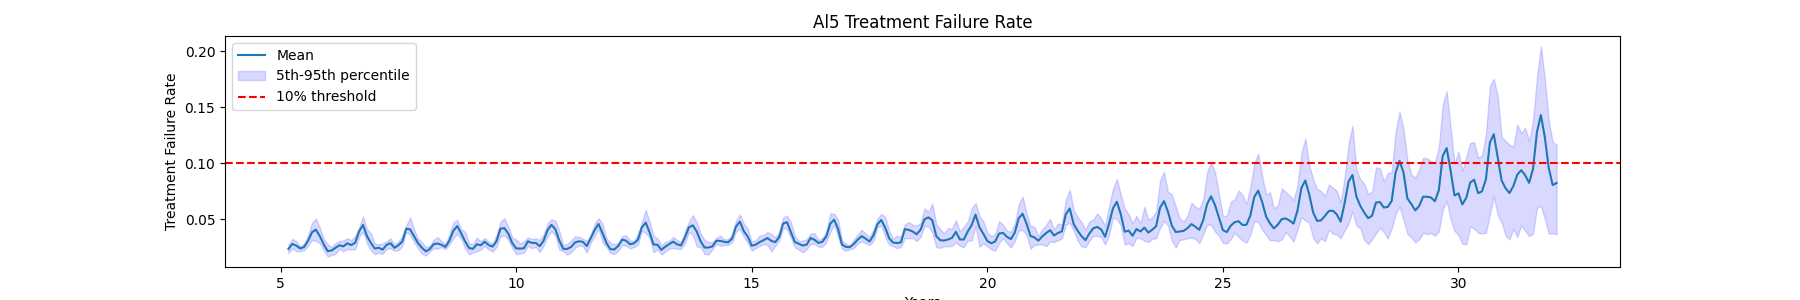 Al5 Treatment Failure Rate
Treatment Failure Rate
0.20
0.15
0.10
0.05
Mean
5th-95th percentile
10% threshold
5 10 15 20 25 30
Years